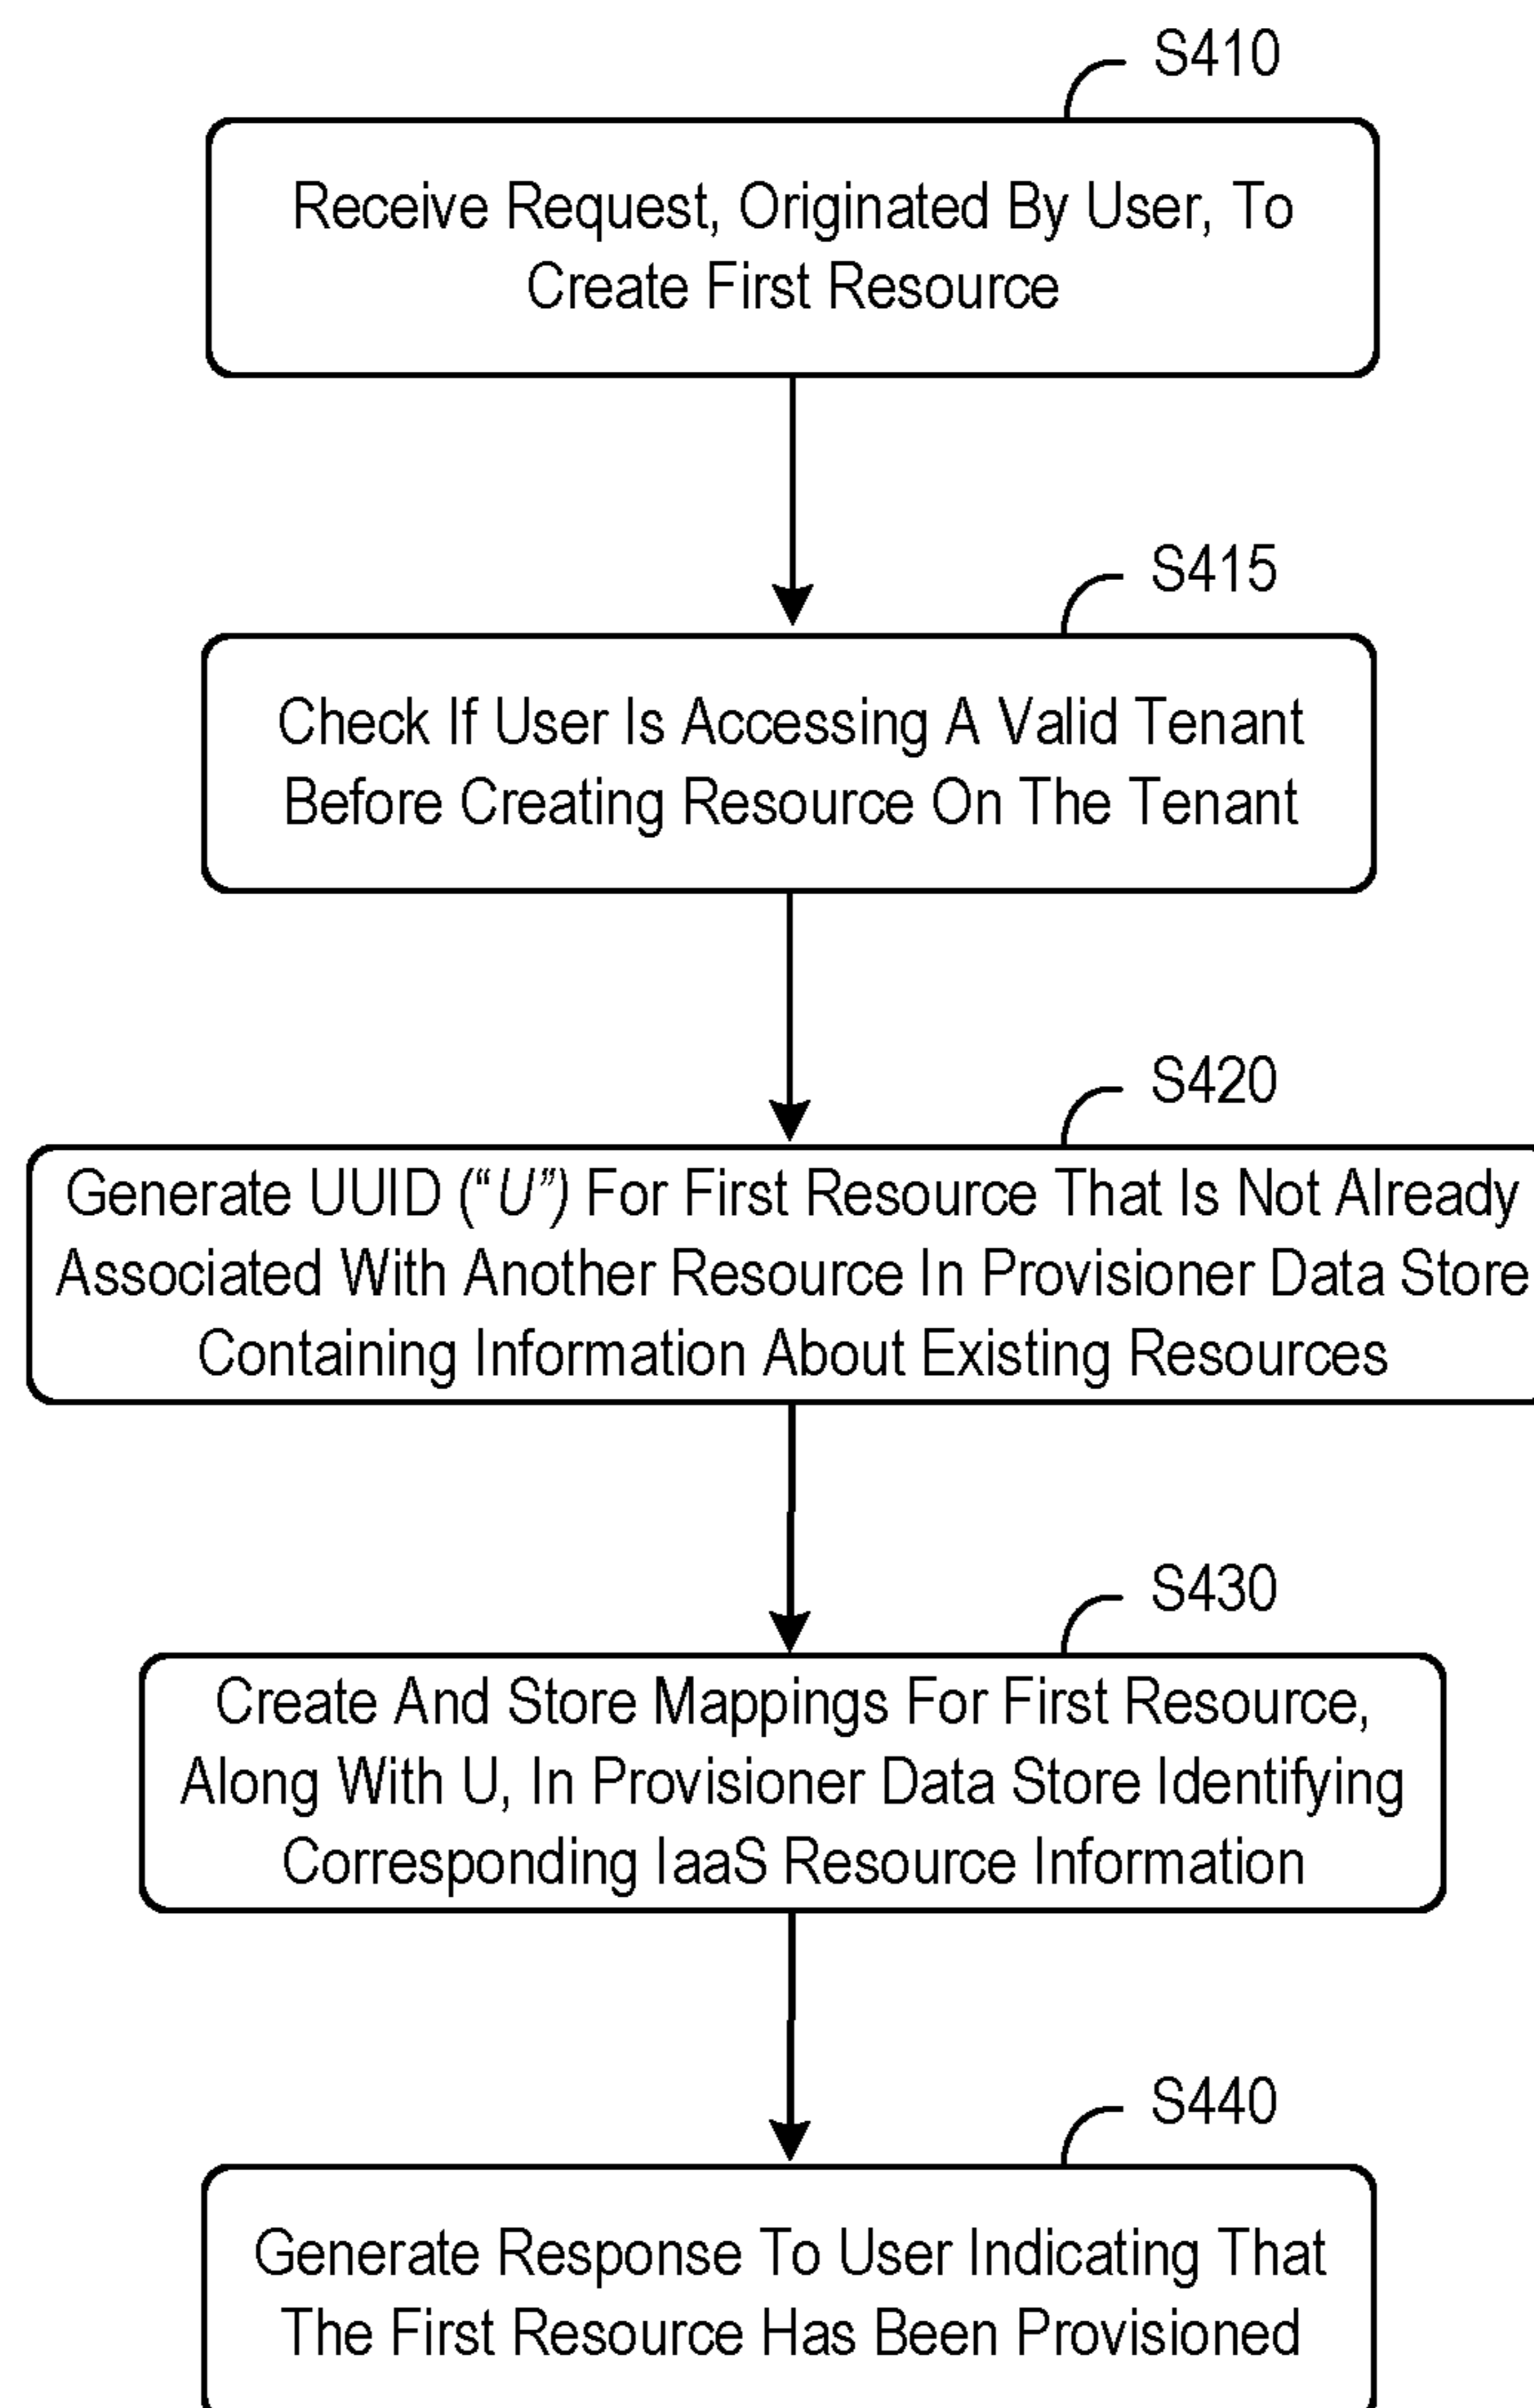 S410
Receive Request, Originated By User, To
Create First Resource
S415
Check If User Is Accessing A Valid Tenant
Before Creating Resource On The Tenant
S420
Generate UUID (“U”) For First Resource That Is Not Already
Associated With Another Resource In Provisioner Data Store
Containing Information About Existing Resources
S430
Create And Store Mappings For First Resource,
Along With U, In Provisioner Data Store Identifying
Corresponding IaaS Resource Information
S440
Generate Response To User Indicating That
The First Resource Has Been Provisioned